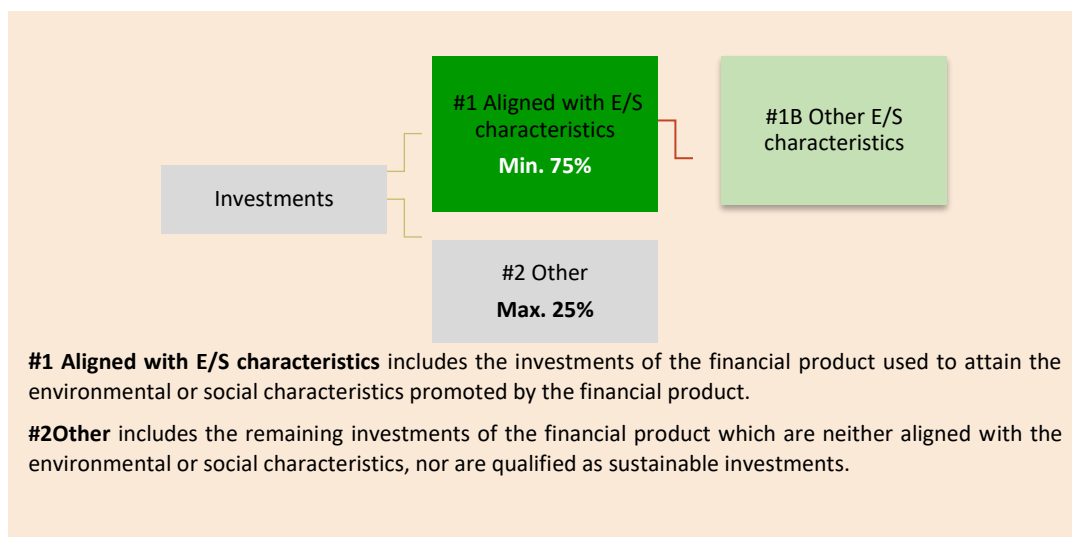 #1 Aligned with E/S
characteristics
Min. 75%
#1B Other E/S
characteristics
Investments
#2 Other
Max. 25%
#1 Aligned with E/S characteristics includes the investments of the financial product used to attain the
environmental or social characteristics promoted by the financial product.
#2Other includes the remaining investments of the financial product which are neither aligned with the
environmental or social characteristics, nor are qualified as sustainable investments.